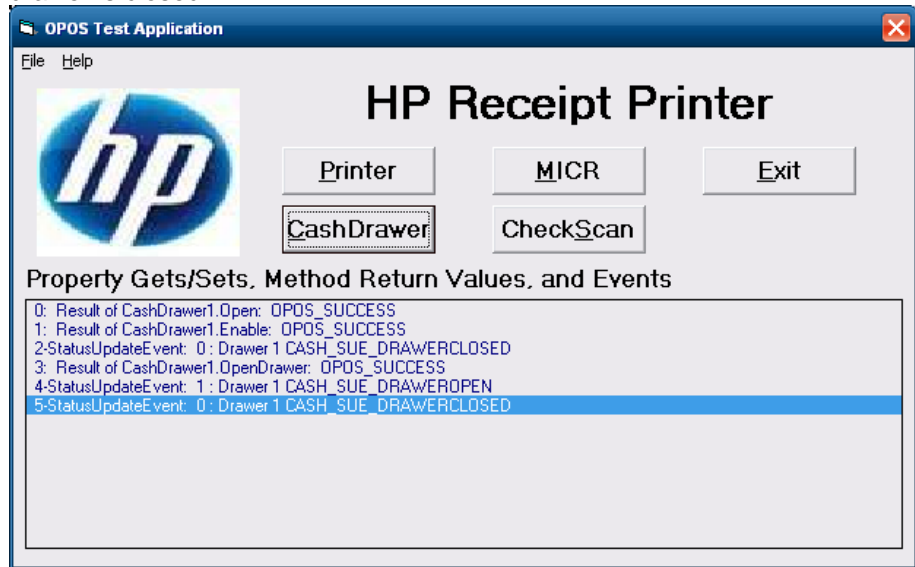 OPOS Test Application
File Help
hp
HP Receipt Printer
Printer MICR Exit
CashDrawer CheckScan
Property Gets/Sets, Method Return Values, and Events
0: Result of CashDrawer1.Open: OPOS_SUCCESS
1: Result of CashDrawer1.Enable: OPOS_SUCCESS
2-StatusUpdateEvent: 0 : Drawer 1 CASH_SUE_DRAWERCLOSED
3: Result of CashDrawer1.OpenDrawer: OPOS_SUCCESS
4-StatusUpdateEvent: 1 : Drawer 1 CASH_SUE_DRAWEROPEN
5-StatusUpdateEvent: 0 : Drawer 1 CASH_SUE_DRAWERCLOSED